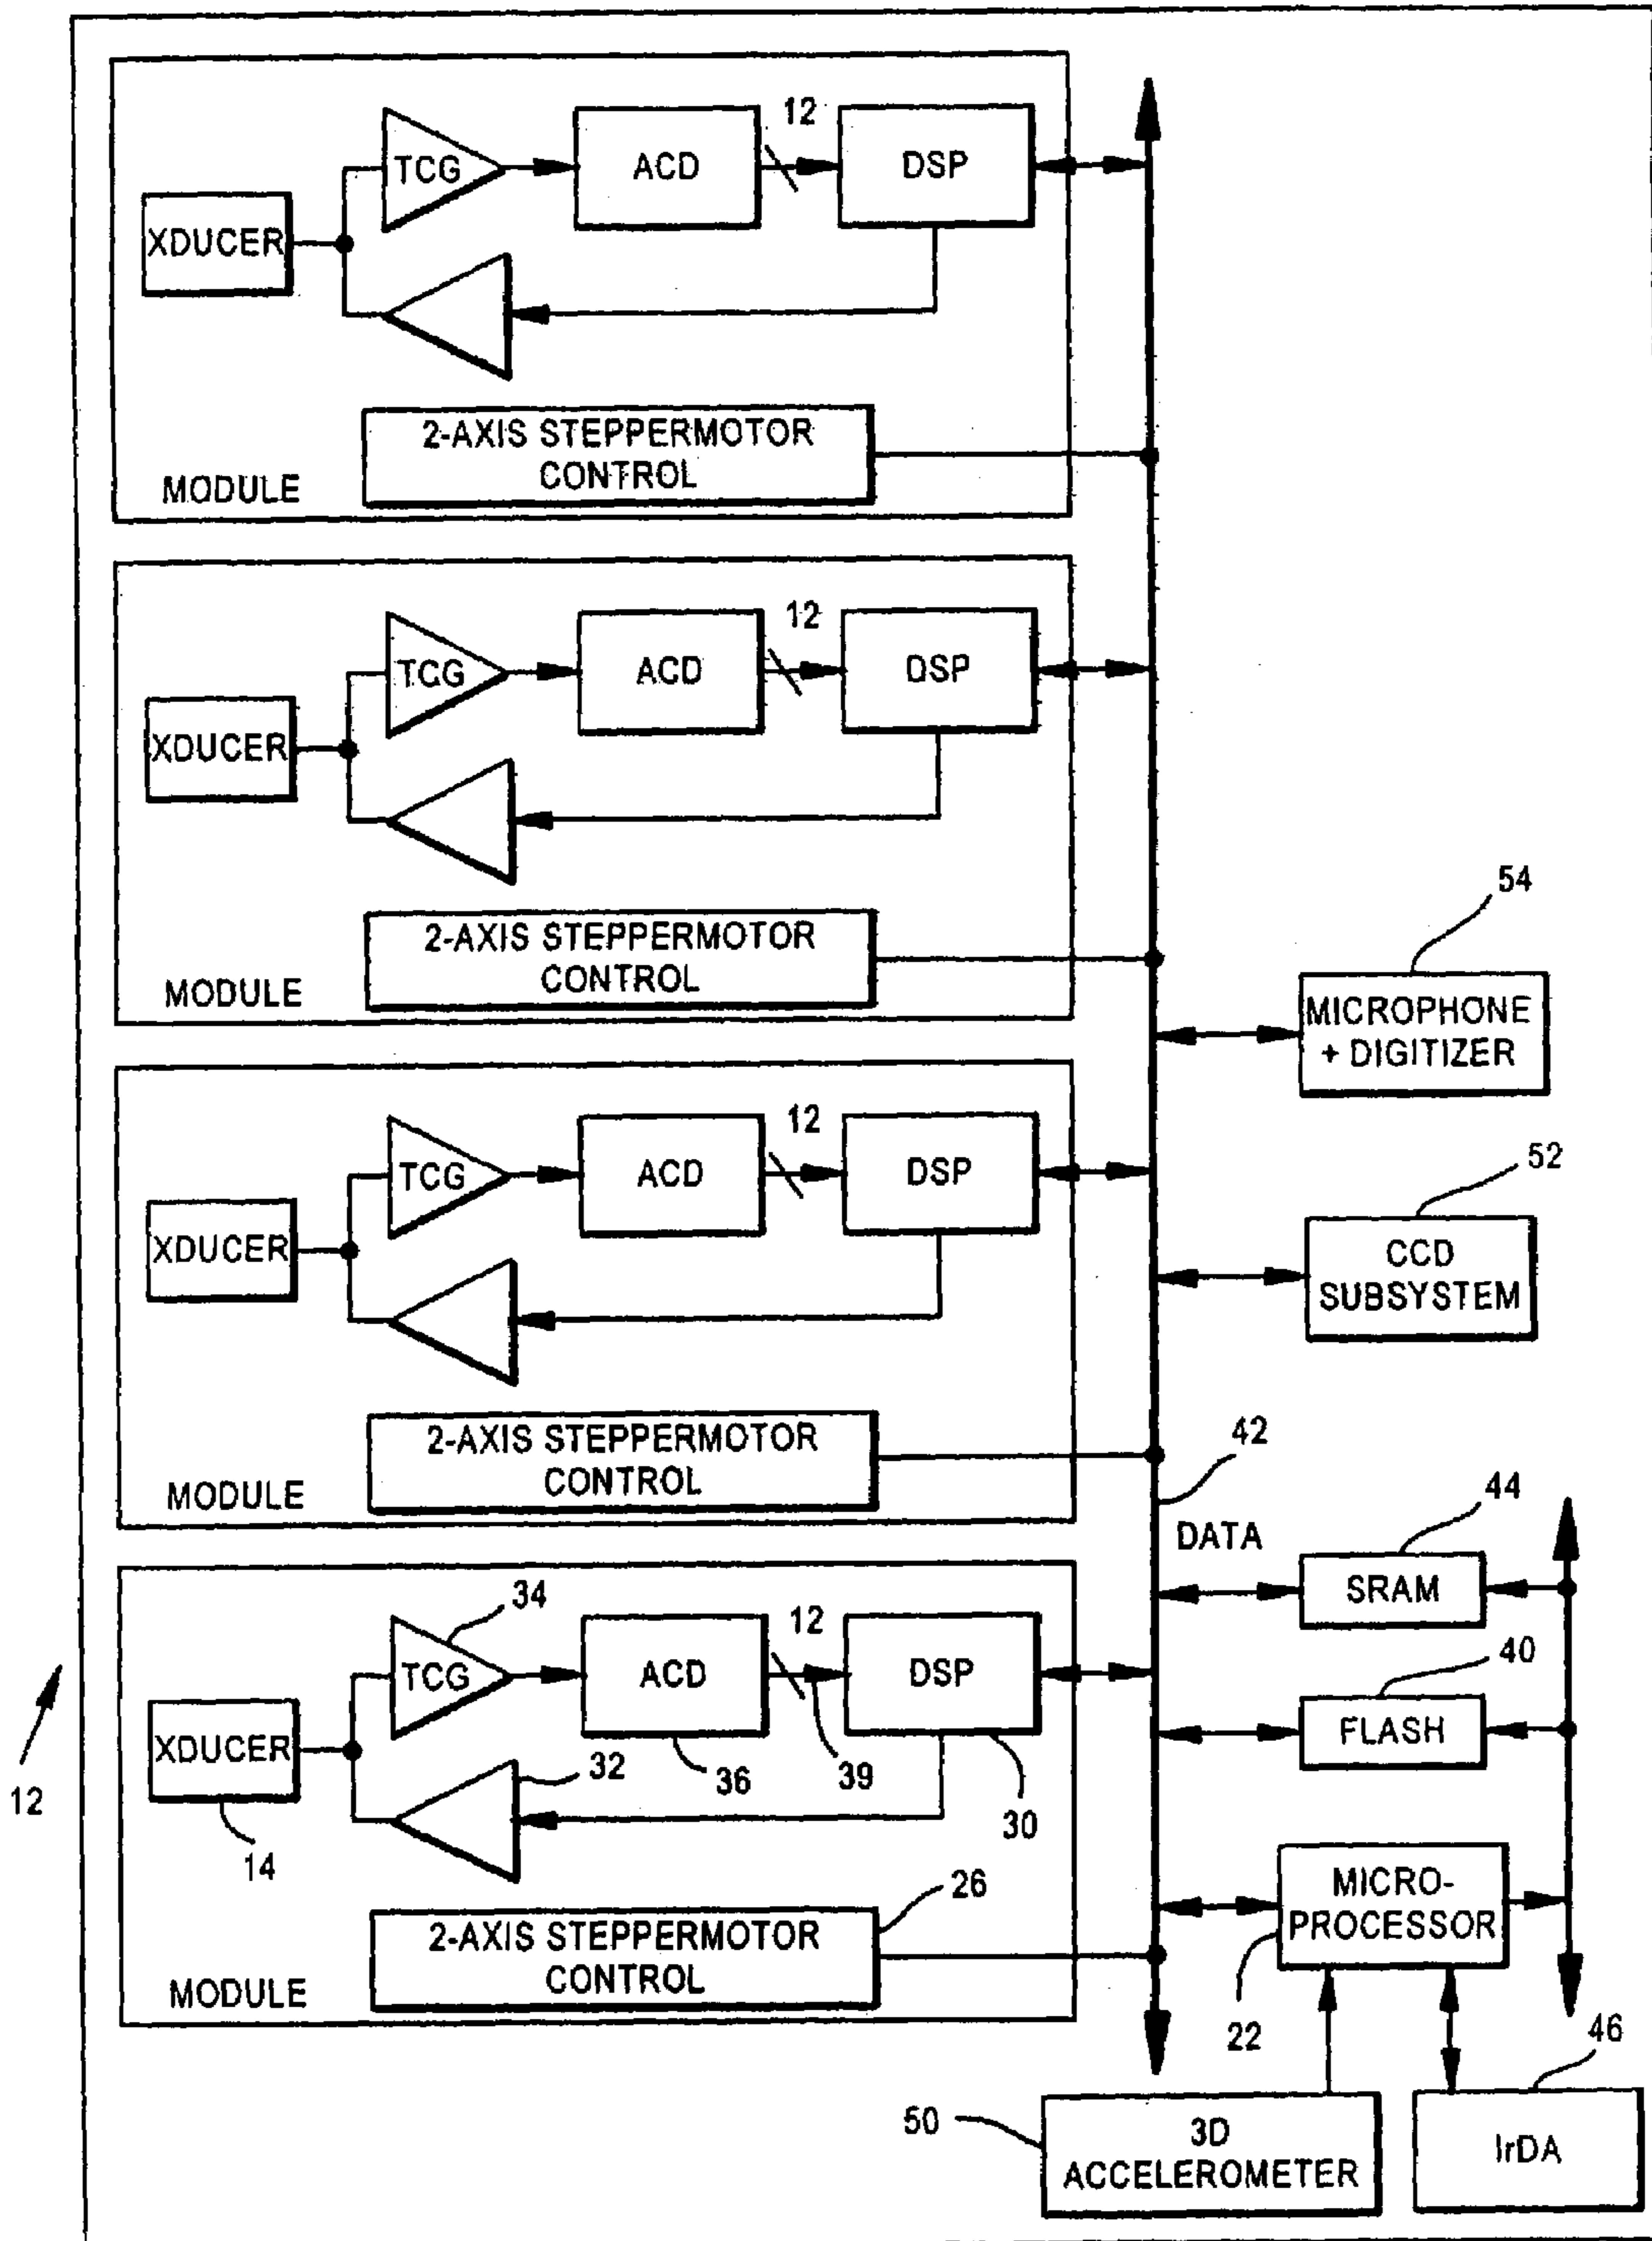 12
TCG
ACD
DSP
XDUCER
2-AXIS STEPPERMOTOR
CONTROL
MODULE
12
TCG
ACD
DSP
XDUCER
2-AXIS STEPPERMOTOR
CONTROL
MODULE
54
MICROPHONE
+ DIGITIZER
12
TCG
ACD
DSP
XDUCER
52
CCD
SUBSYSTEM
2-AXIS STEPPERMOTOR
CONTROL
MODULE
42
DATA
44
SRAM
34
12
TCG
ACD
DSP
40
FLASH
XDUCER
32
36
39
30
14
12
26
2-AXIS STEPPERMOTOR
CONTROL
MODULE
MICRO-
PROCESSOR
22
46
50
3D
ACCELEROMETER
IrDA